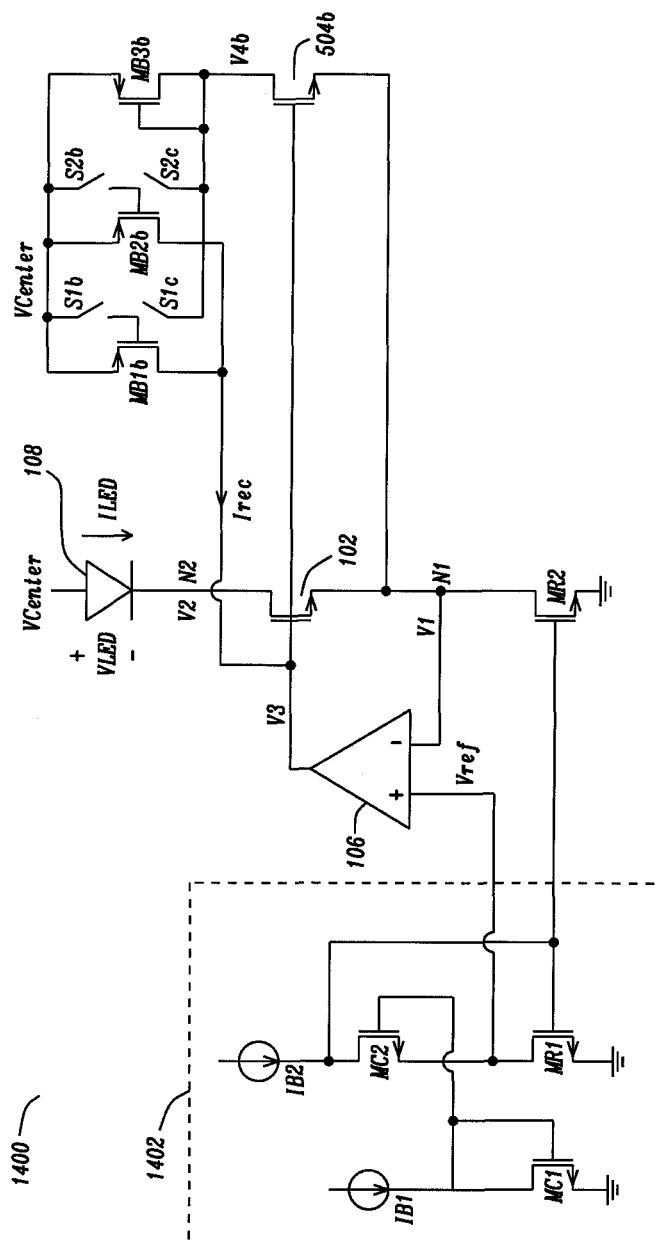 1400
1402
IB1
MC1
IB2
MC2
MR1
106
+
-
Vref
V3
V1
VCenter
108
+
VLED
-
ILED
V2
N2
102
N1
MR2
Irec
VCenter
S1b
S1c
MB1b
S2b
S2c
MB2b
MB3b
V4b
504b